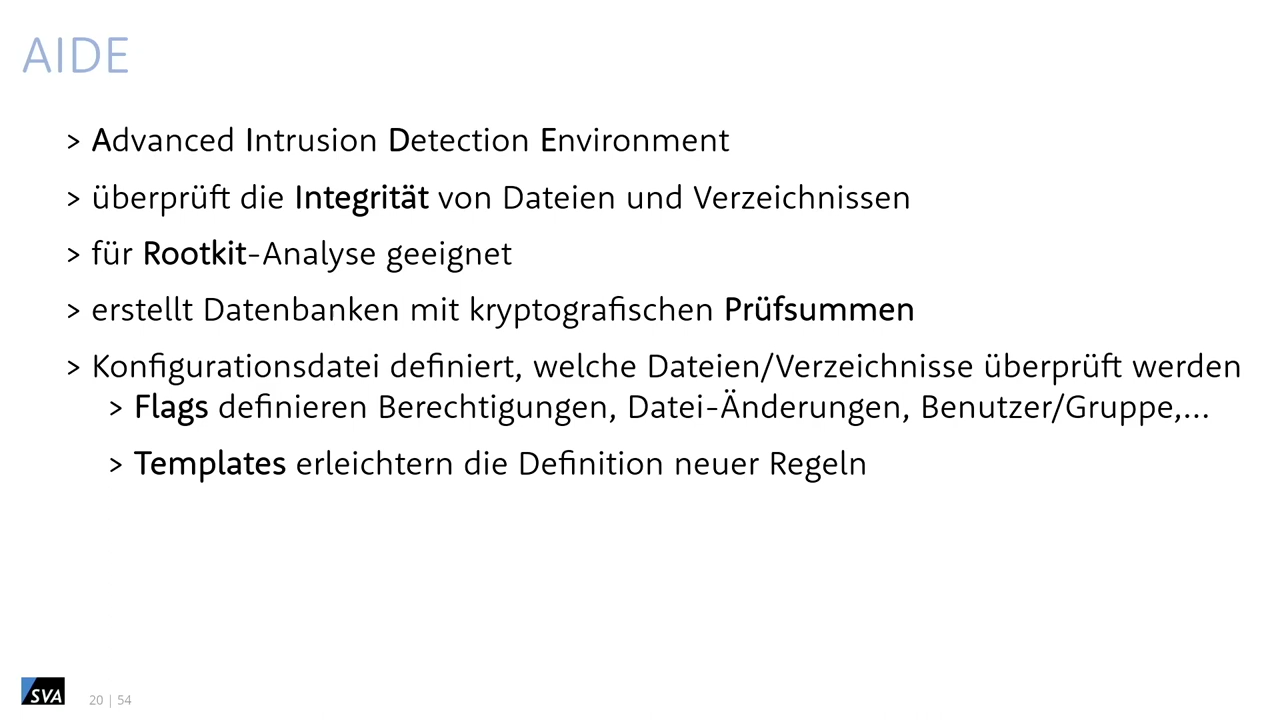 AIDE
> Advanced Intrusion Detection Environment
> überprüft die Integrität von Dateien und Verzeichnissen
> für Rootkit-Analyse geeignet
> erstellt Datenbanken mit kryptografischen Prüfsummen
> Konfigurationsdatei definiert, welche Dateien/Verzeichnisse überprüft werden
> Flags definieren Berechtigungen, Datei-Änderungen, Benutzer/Gruppe,...
> Templates erleichtern die Definition neuer Regeln
SVA 20 | 54